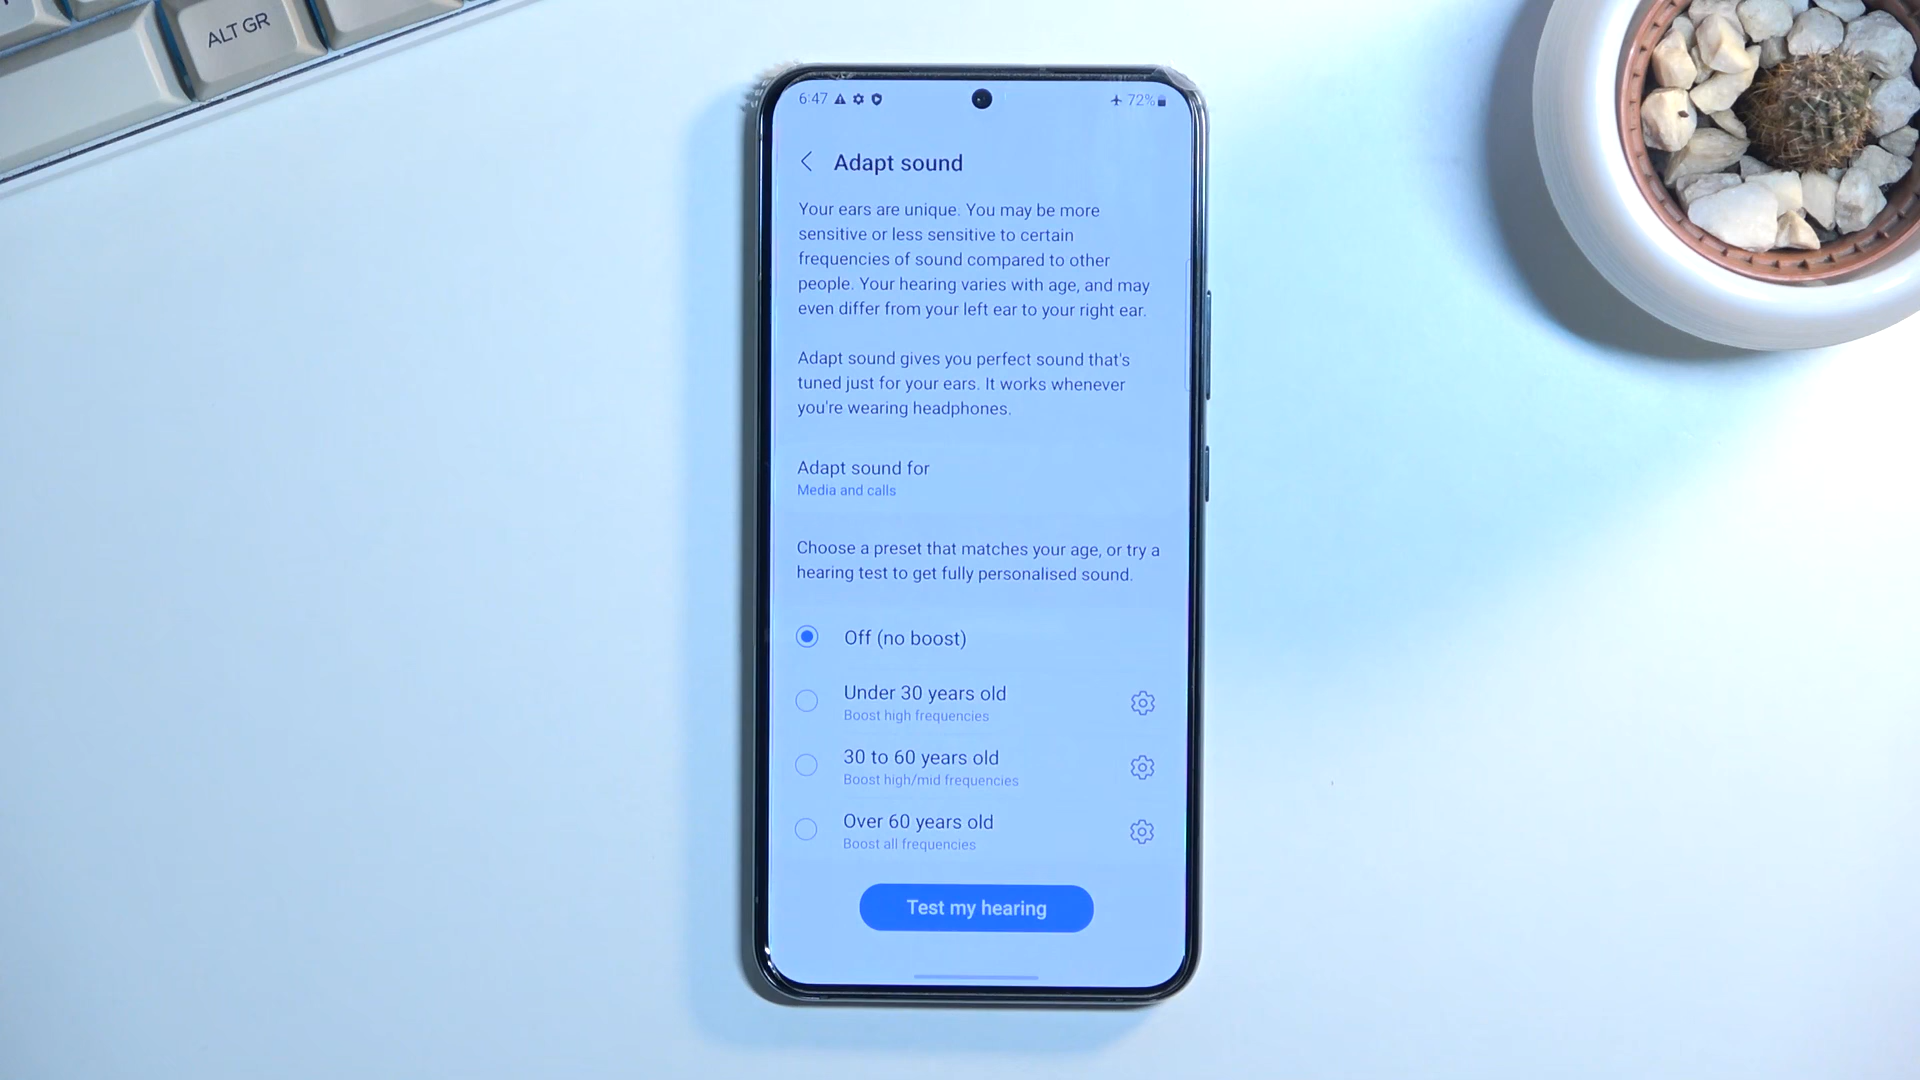 ALT GR
6:47
72%
Adapt sound
Your ears are unique. You may be more
sensitive or less sensitive to certain
frequencies of sound compared to other
people. Your hearing varies with age, and may
even differ from your left ear to your right ear.
Adapt sound gives you perfect sound that's
tuned just for your ears. It works whenever
you're wearing headphones.
Adapt sound for
Media and calls
Choose a preset that matches your age, or try a
hearing test to get fully personalised sound.
Off (no boost)
Under 30 years old
Boost high frequencies
30 to 60 years old
Boost high/mid frequencies
Over 60 years old
Boost all frequencies
Test my hearing